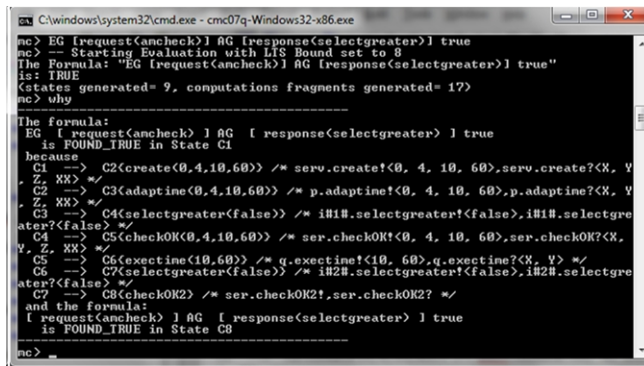 C:\windows\system32\cmd.exe - cmc07q-Windows32-x86.exe
mc> EG [request(amcheck)] AG [response(selectgreater)] true
mc> -- Starting Evaluation with LTS Bound set to 8
The Formula: "EG [request(amcheck)] AG [response(selectgreater)] true"
is: TRUE
(states generated= 9, computations fragments generated= 17)
mc> why
------------------------------------------------
The formula:
EG [ request(amcheck) ] AG [ response(selectgreater) ] true
is FOUND_TRUE in State C1
because
C1 --> C2{create(0,4,10,60)} /* serv.create!<0, 4, 10, 60>,serv.create?<X, Y
, Z, XX> */
C2 --> C3{adaptime(0,4,10,60)} /* p.adaptime!<0, 4, 10, 60>,p.adaptime?<X, Y
, Z, XX> */
C3 --> C4{selectgreater(false)} /* i#1#.selectgreater!<false>,i#1#.selectgre
ater?<false> */
C4 --> C5{checkOK(0,4,10,60)} /* ser.checkOK!<0, 4, 10, 60>,ser.checkOK?<X,
Y, Z, XX> */
C5 --> C6{exectime(10,60)} /* q.exectime!<10, 60>,q.exectime?<X, Y> */
C6 --> C7{selectgreater(false)} /* i#2#.selectgreater!<false>,i#2#.selectgre
ater?<false> */
C7 --> C8{checkOK2} /* ser.checkOK2!,ser.checkOK2? */
and the formula:
[ request(amcheck) ] AG [ response(selectgreater) ] true
is FOUND_TRUE in State C8
------------------------------------------------
mc> _